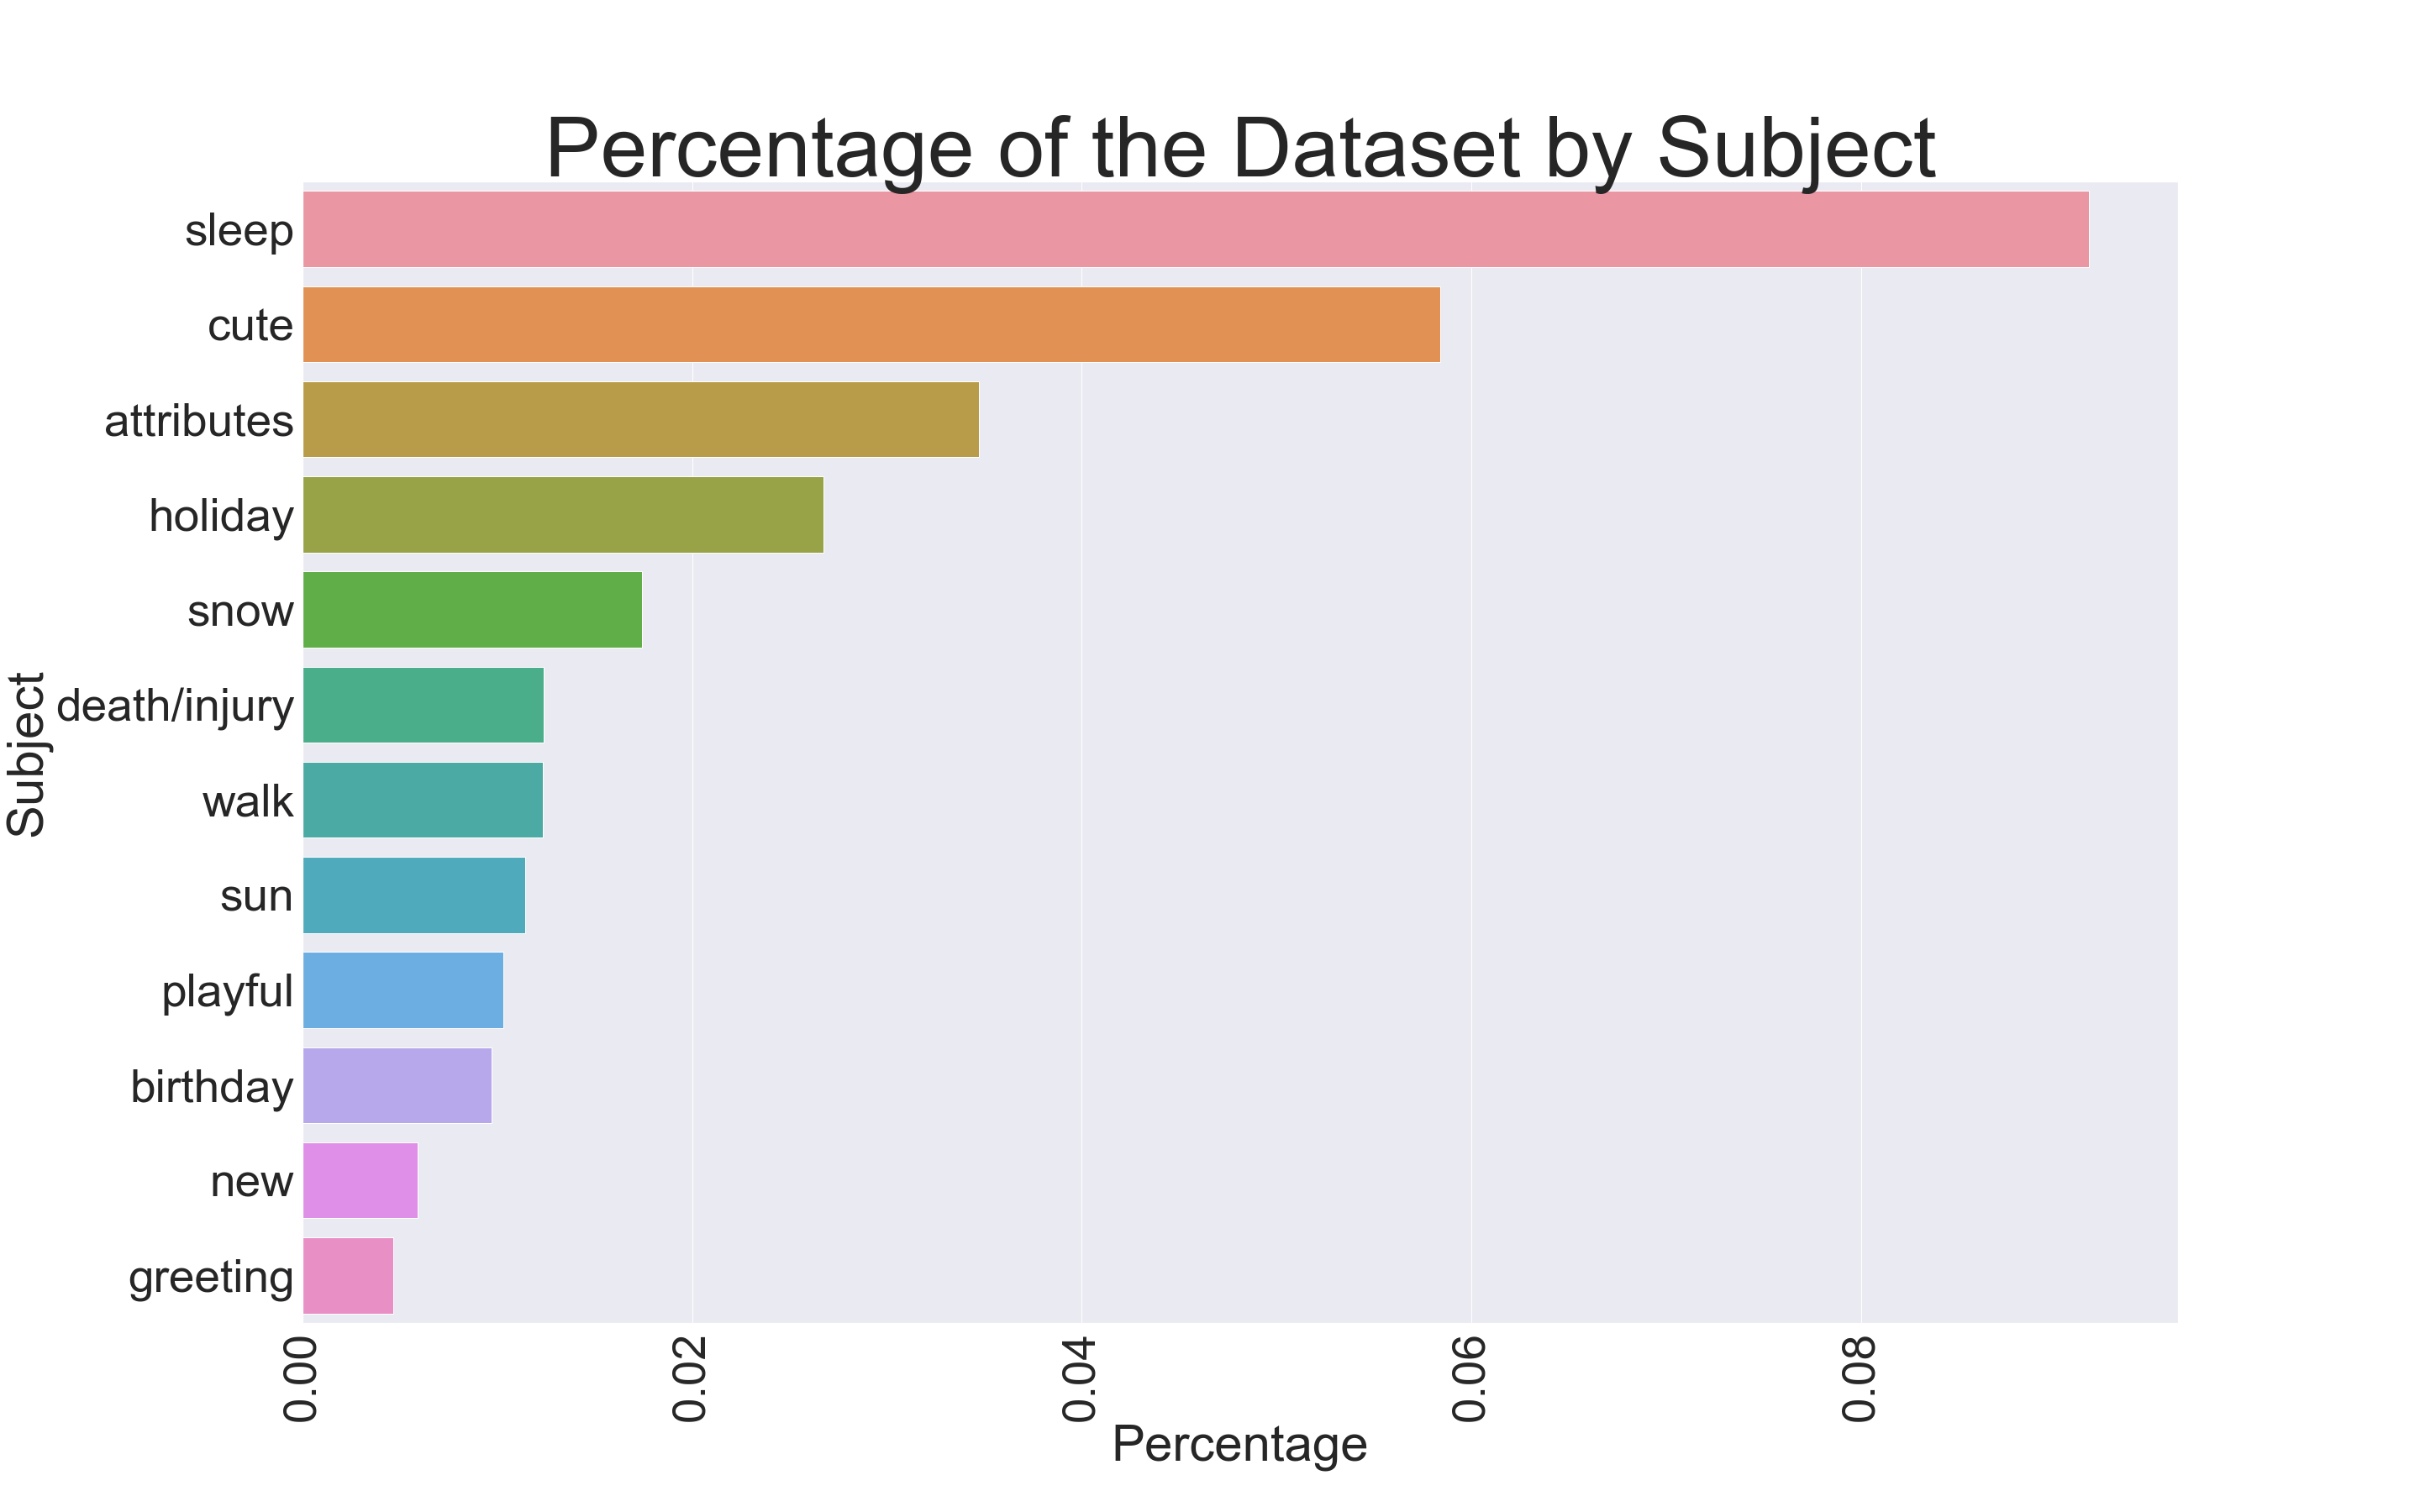 Percentage of the Dataset by Subject
sleep
cute
attributes
holiday
snow
death/injury
walk
sun
playful
birthday
new
greeting
Subject
0.00
0.02
0.04
0.06
0.08
Percentage